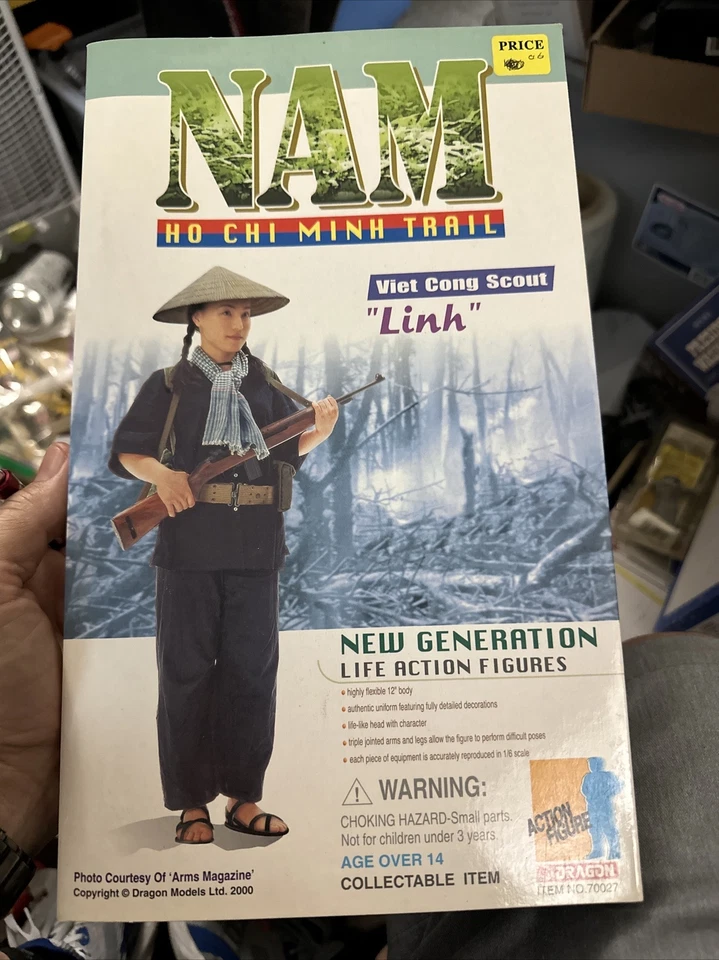 PRICE
NAM
HO CHI MINH TRAIL
Viet Cong Scout
"Linh"
NEW GENERATION
LIFE ACTION FIGURES
• highly flexible 12" body
• authentic uniform featuring fully detailed decorations
• life-like head with character
• triple jointed arms and legs allow the figure to perform difficult poses
• each piece of equipment is accurately reproduced in 1/6 scale
WARNING:
CHOKING HAZARD-Small parts.
Not for children under 3 years.
AGE OVER 14
COLLECTABLE ITEM
ACTION
FIGURE
DRAGON
ITEM NO.70027
Photo Courtesy Of 'Arms Magazine'
Copyright © Dragon Models Ltd. 2000